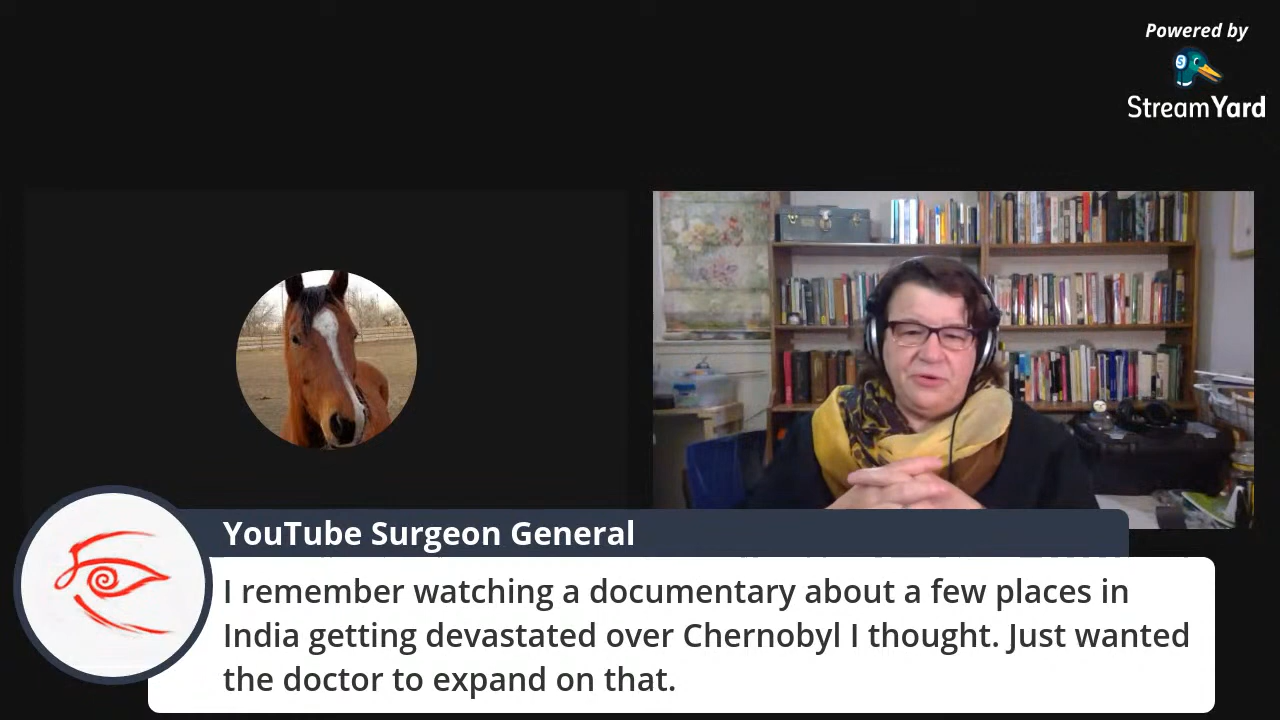 Powered by
StreamYard
YouTube Surgeon General
I remember watching a documentary about a few places in
India getting devastated over Chernobyl I thought. Just wanted
the doctor to expand on that.